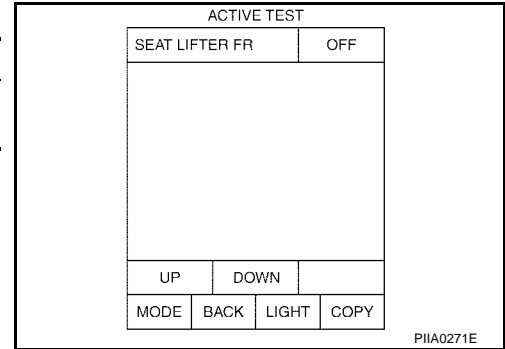 ACTIVE TEST
SEAT LIFTER FR OFF
UP DOWN
MODE BACK LIGHT COPY
PIIA0271E